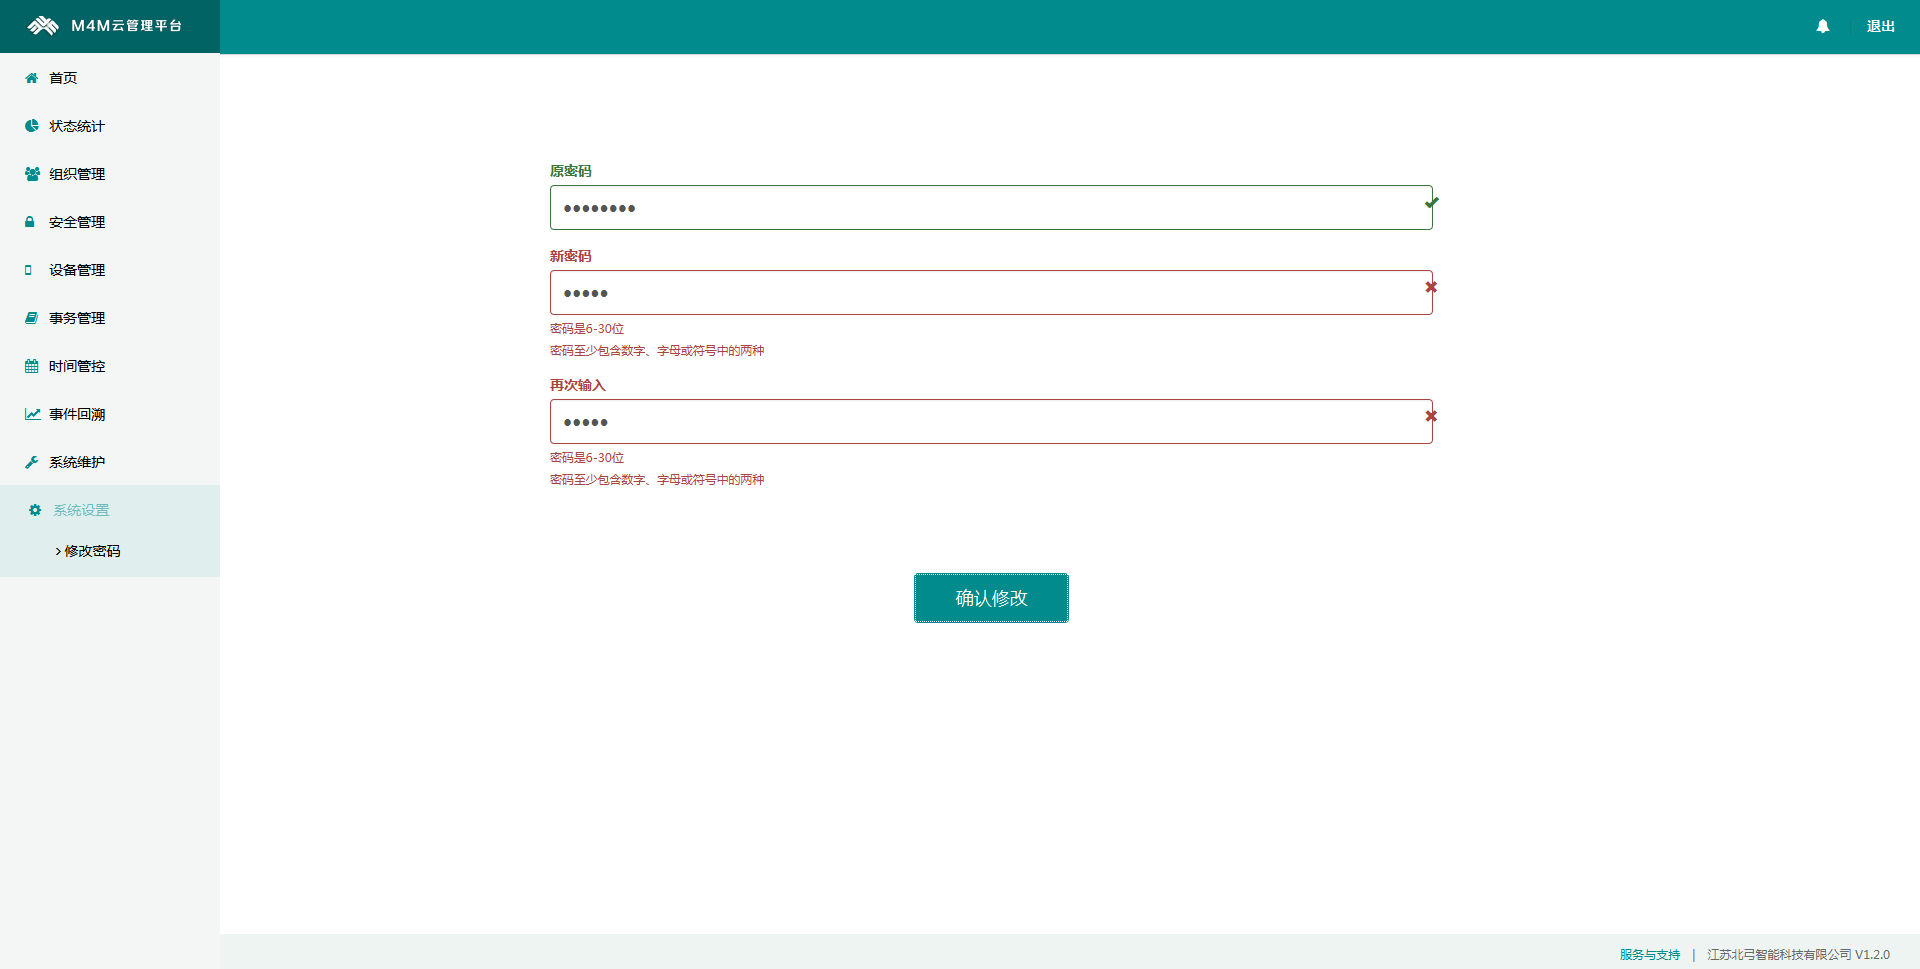 M4M云管理平台
退出
首页
状态统计
组织管理
安全管理
设备管理
事务管理
时间管控
事件回溯
系统维护
系统设置
修改密码
原密码
新密码
密码是6-30位
密码至少包含数字、字母或符号中的两种
再次输入
密码是6-30位
密码至少包含数字、字母或符号中的两种
确认修改
服务与支持 | 江苏北弓智能科技有限公司 V1.2.0